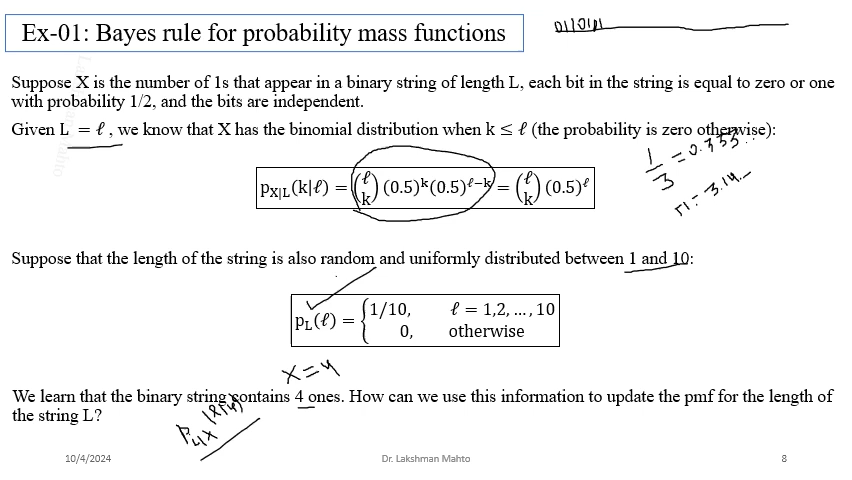 Ex-01: Bayes rule for probability mass functions
Suppose X is the number of 1s that appear in a binary string of length L, each bit in the string is equal to zero or one
with probability 1/2, and the bits are independent.
Given L = ℓ , we know that X has the binomial distribution when k ≤ ℓ (the probability is zero otherwise):
1/3 = 0.333...
p_{X|L}(k|ℓ) = (ℓ k) (0.5)^k (0.5)^{ℓ−k} = (ℓ k) (0.5)^ℓ
= 3.14
Suppose that the length of the string is also random and uniformly distributed between 1 and 10:
p_L(ℓ) = { 1/10, ℓ = 1,2, … , 10
0, otherwise
X = 4
We learn that the binary string contains 4 ones. How can we use this information to update the pmf for the length of
the string L?
10/4/2024 Dr. Lakshman Mahto 8